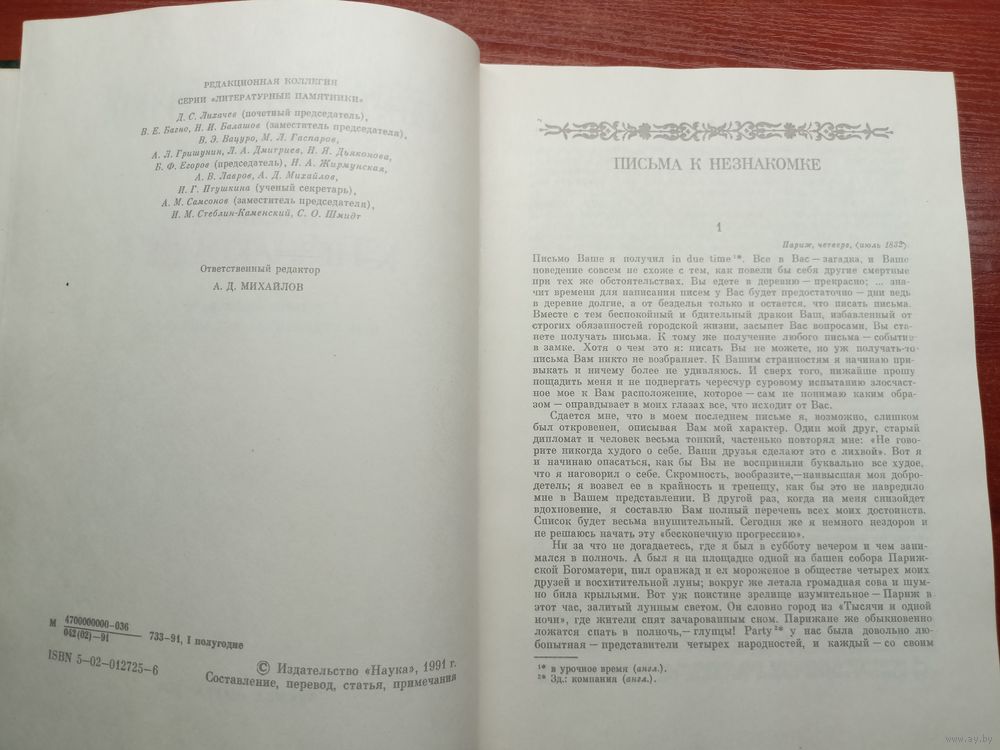 РЕДАКЦИОННАЯ КОЛЛЕГИЯ
СЕРИИ «ЛИТЕРАТУРНЫЕ ПАМЯТНИКИ»
Д. С. Лихачев (почетный председатель),
В. Е. Багно, Н. И. Балашов (заместитель председателя),
В. Э. Вацуро, М. Л. Гаспаров,
А. Л. Гришунин, Л. А. Дмитриев, Н. Я. Дьяконова,
Б. Ф. Егоров (председатель), Н. А. Жирмунская,
А. В. Лавров, А. Д. Михайлов,
И. Г. Птушкина (ученый секретарь),
А. М. Самсонов (заместитель председателя),
И. М. Стеблин-Каменский, С. О. Шмидт
Ответственный редактор
А. Д. МИХАЙЛОВ
М 4700000000-036
042(02)-91
733-91, I полугодие
ISBN 5-02-012725-6
© Издательство «Наука», 1991 г.
Составление, перевод, статья, примечания
ПИСЬМА К НЕЗНАКОМКЕ
1
Париж, четверг, (июль 1832).
Письмо Ваше я получил in due time 1*. Все в Вас — загадка, и Ваше
поведение совсем не схоже с тем, как повели бы себя другие смертные
при тех же обстоятельствах. Вы едете в деревню — прекрасно; ... зна-
чит времени для написания писем у Вас будет предостаточно — дни ведь
в деревне долгие, а от безделья только и остается, что писать письма.
Вместе с тем беспокойный и бдительный дракон Ваш, избавленный от
строгих обязанностей городской жизни, засыпет Вас вопросами, Вы ста-
нете получать письма. К тому же получение любого письма — событие
в замке. Хотя о чем это я: писать Вы не можете, но уж получать-то
письма Вам никто не возбраняет. К Вашим странностям я начинаю при-
выкать и ничему более не удивляюсь. И сверх того, нижайше прошу
пощадить меня и не подвергать чересчур суровому испытанию злосчаст-
ное мое к Вам расположение, которое — сам не понимаю каким обра-
зом — оправдывает в моих глазах все, что исходит от Вас.
Сдается мне, что в моем последнем письме я, возможно, слишком
был откровенен, описывая Вам мой характер. Один мой друг, старый
дипломат и человек весьма тонкий, частенько повторял мне: «Не гово-
рите никогда худого о себе. Ваши друзья сделают это с лихвой». Вот я
и начинаю опасаться, как бы Вы не восприняли буквально все худое,
что я наговорил о себе. Скромность, вообразите,—наивысшая моя добро-
детель; я возвел ее в крайность и трепещу, как бы это не навредило
мне в Вашем представлении. В другой раз, когда на меня снизойдет
вдохновение, я составлю Вам полный перечень всех моих достоинств.
Список будет весьма внушительный. Сегодня же я немного нездоров и
не решаюсь начать эту «бесконечную прогрессию».
Ни за что не догадаетесь, где я был в субботу вечером и чем зани-
мался в полночь. А был я на площадке одной из башен собора Париж-
ской Богоматери, пил оранжад и ел мороженое в обществе четырех моих
друзей и восхитительной луны; вокруг же летала громадная сова и шум-
но била крыльями. Вот уж поистине зрелище изумительное — Париж в
этот час, залитый лунным светом. Он словно город из «Тысячи и одной
ночи», где жители спят зачарованным сном. Парижане же обыкновенно
ложатся спать в полночь,— глупцы! Party 2* у нас была довольно лю-
бопытная — представители четырех народностей, и каждый — со своим
1* в урочное время (англ.).
2* Зд.: компания (англ.).
www.ay.by